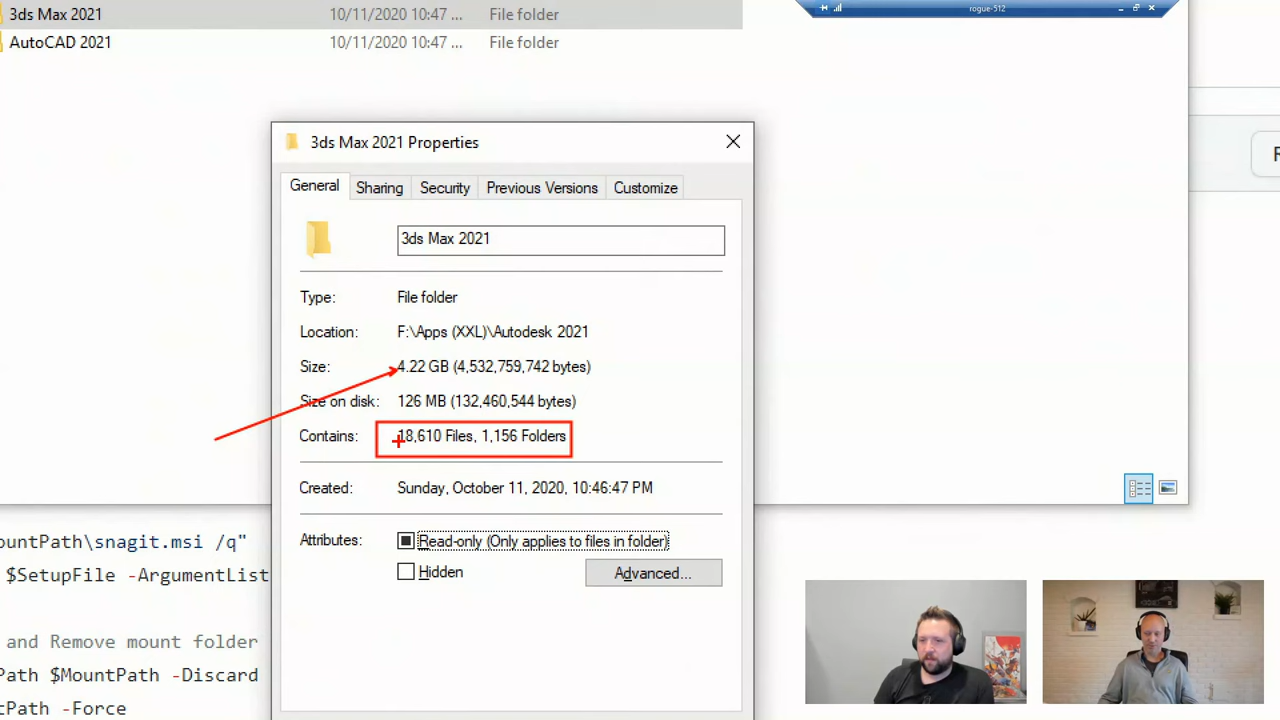 3ds Max 2021 10/11/2020 10:47 ... File folder
rogue-512
AutoCAD 2021 10/11/2020 10:47 ... File folder
3ds Max 2021 Properties
General Sharing Security Previous Versions Customize
3ds Max 2021
Type: File folder
Location: F:\Apps (XXL)\Autodesk 2021
Size: 4.22 GB (4,532,759,742 bytes)
Size on disk: 126 MB (132,460,544 bytes)
Contains: 18,610 Files, 1,156 Folders
Created: Sunday, October 11, 2020, 10:46:47 PM
Attributes: Read-only (Only applies to files in folder)
Hidden Advanced...
ountPath\snagit.msi /q"
$SetupFile -ArgumentList
and Remove mount folder
Path $MountPath -Discard
tPath -Force